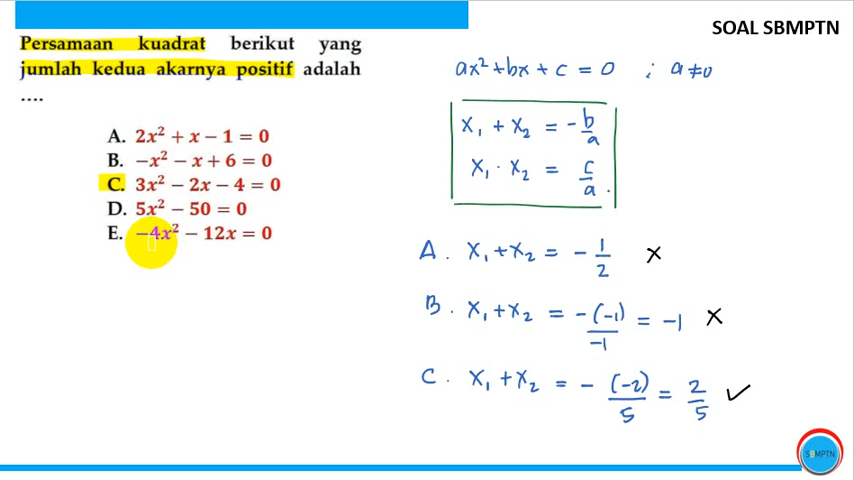 SOAL SBMPTN
Persamaan kuadrat berikut yang
jumlah kedua akarnya positif adalah
....
A. 2x² + x − 1 = 0
B. −x² − x + 6 = 0
C. 3x² − 2x − 4 = 0
D. 5x² − 50 = 0
E. −4x² − 12x = 0
ax² + bx + c = 0 ; a ≠ 0
x₁ + x₂ = −b/a
x₁ · x₂ = c/a.
A. x₁ + x₂ = −1/2 ×
B. x₁ + x₂ = −(−1)/−1 = −1 ×
C. x₁ + x₂ = −(−2)/5 = 2/5 ✓
SBMPTN